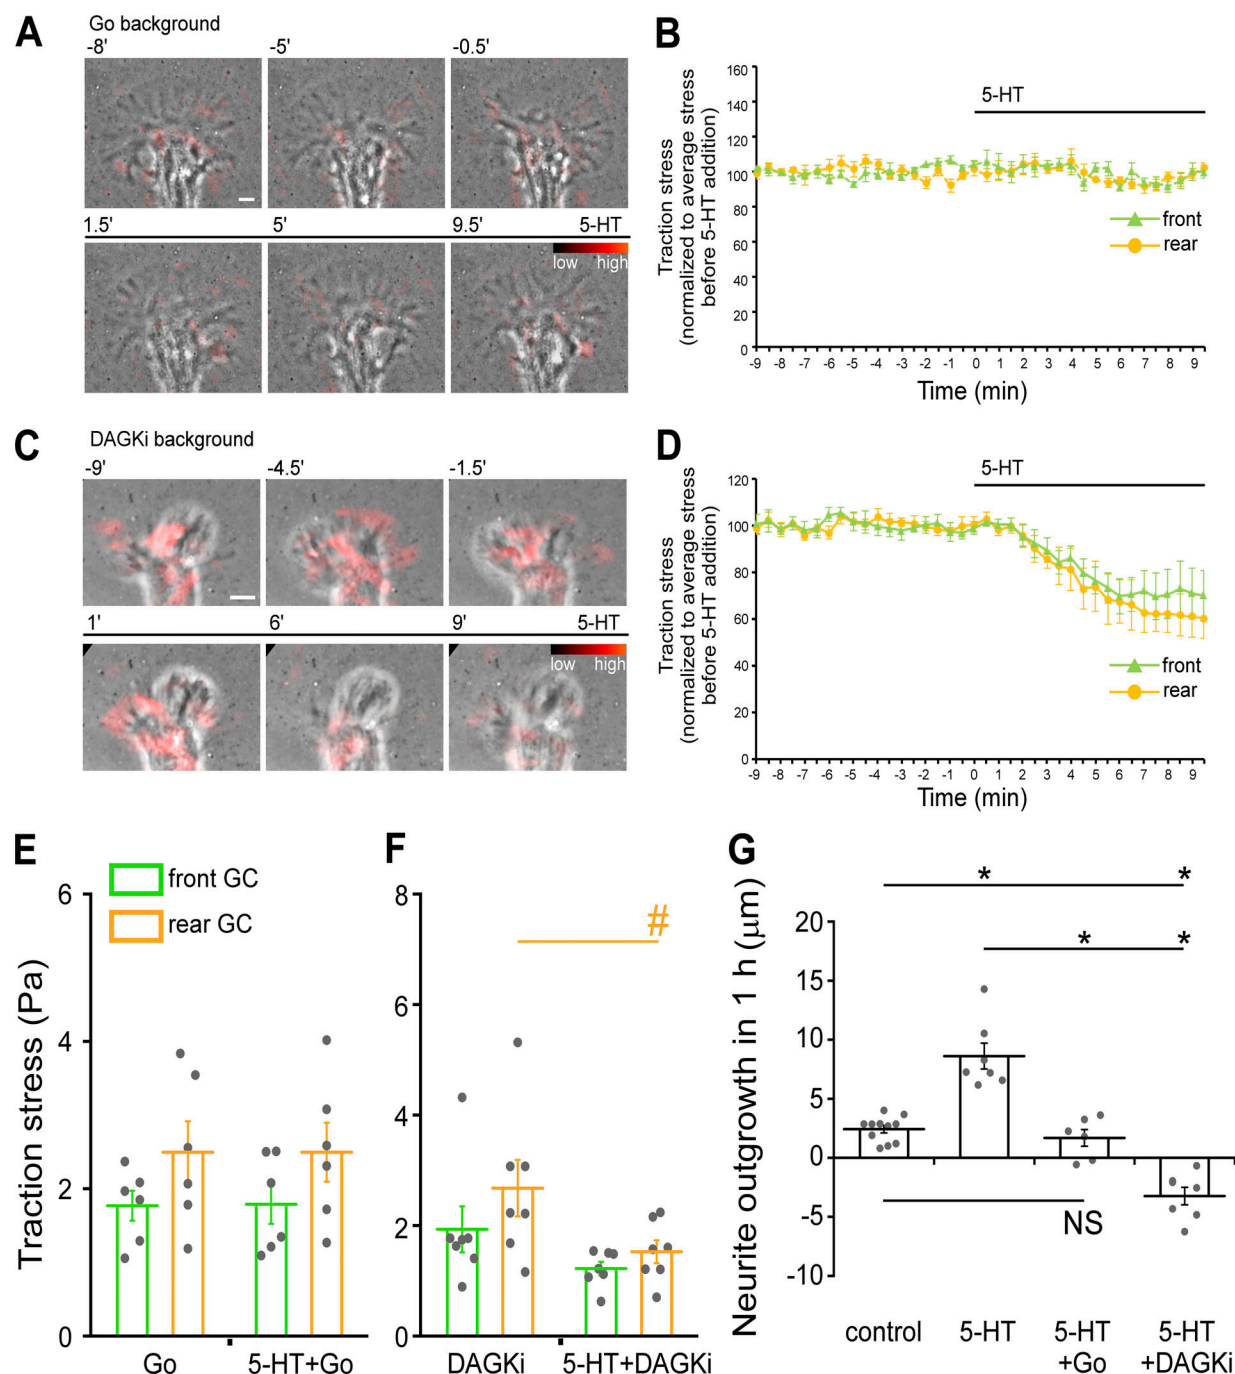 A
Go background
-8'
-5'
-0.5'
1.5'
5'
9.5'
5-HT
low
high
B
5-HT
Traction stress
(normalized to average stress
before 5-HT addition)
160
140
120
100
80
60
40
20
0
front
rear
-9 -8 -7 -6 -5 -4 -3 -2 -1 0 1 2 3 4 5 6 7 8 9
Time (min)
C
DAGKi background
-9'
-4.5'
-1.5'
1'
6'
9'
5-HT
low
high
D
5-HT
Traction stress
(normalized to average stress
before 5-HT addition)
120
100
80
60
40
20
0
front
rear
-9 -8 -7 -6 -5 -4 -3 -2 -1 0 1 2 3 4 5 6 7 8 9
Time (min)
E
front GC
rear GC
Traction stress (Pa)
6
4
2
0
Go
5-HT+Go
F
#
8
6
4
2
0
DAGKi
5-HT+DAGKi
G
* *
* *
Neurite outgrowth in 1 h (μm)
20
15
10
5
0
-5
-10
NS
control
5-HT
5-HT
+Go
5-HT
+DAGKi